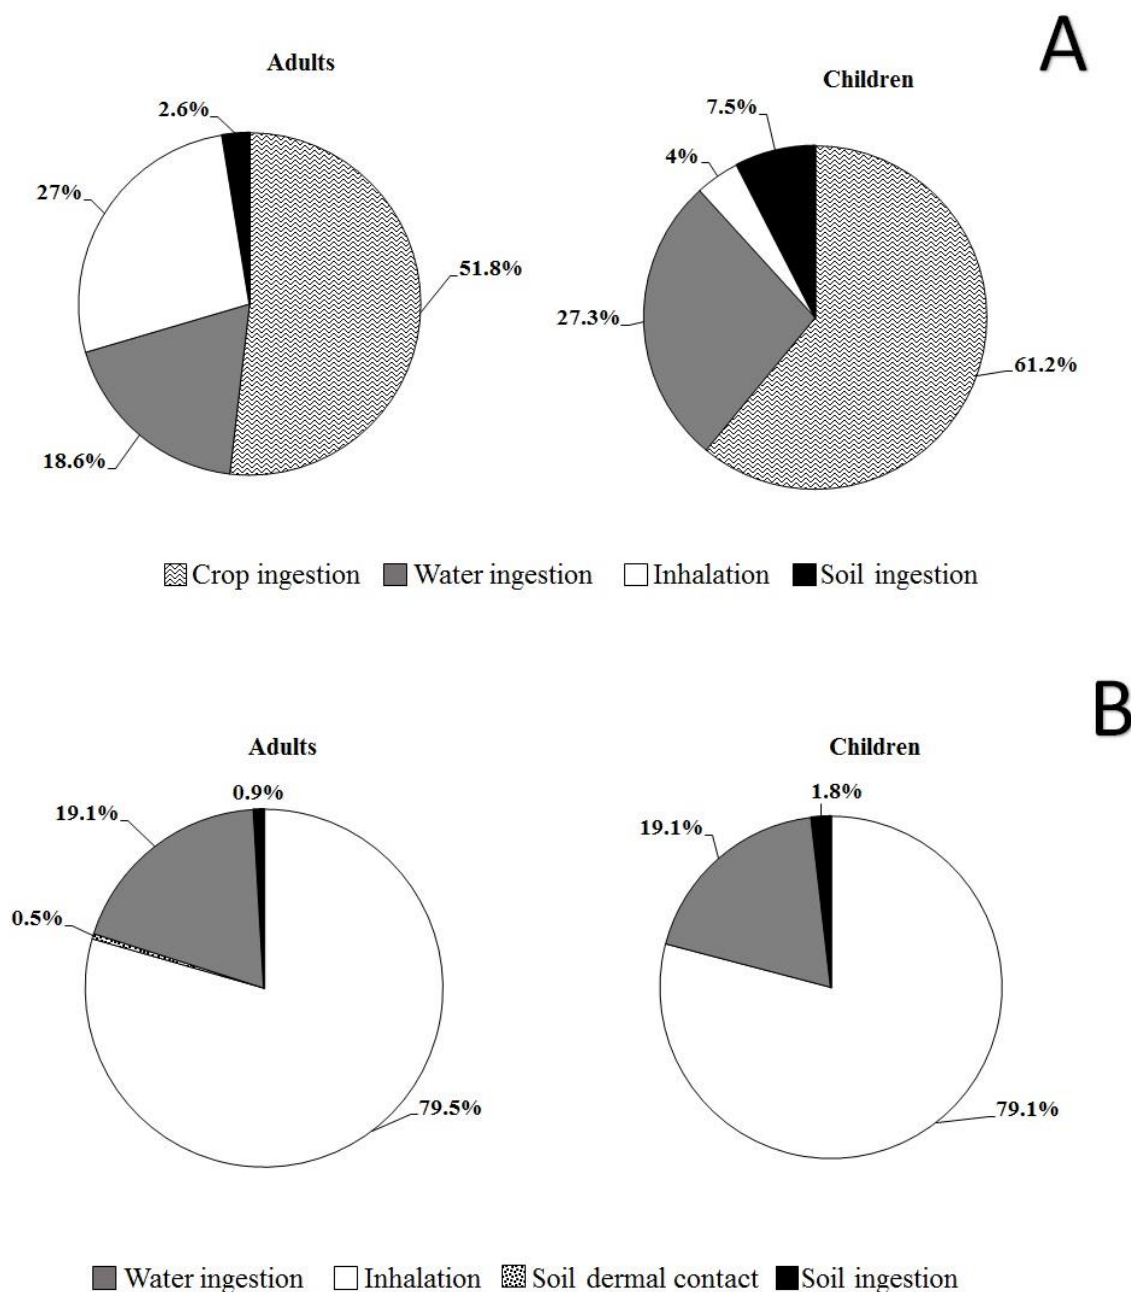 A
Adults
Children
2.6%
7.5%
4%
27%
51.8%
27.3%
61.2%
18.6%
Crop ingestion Water ingestion Inhalation Soil ingestion
B
Adults
Children
0.9%
1.8%
19.1%
19.1%
0.5%
79.5%
79.1%
Water ingestion Inhalation Soil dermal contact Soil ingestion